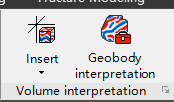 Fracture Modeling
Insert
Geobody
interpretation
Volume interpretation